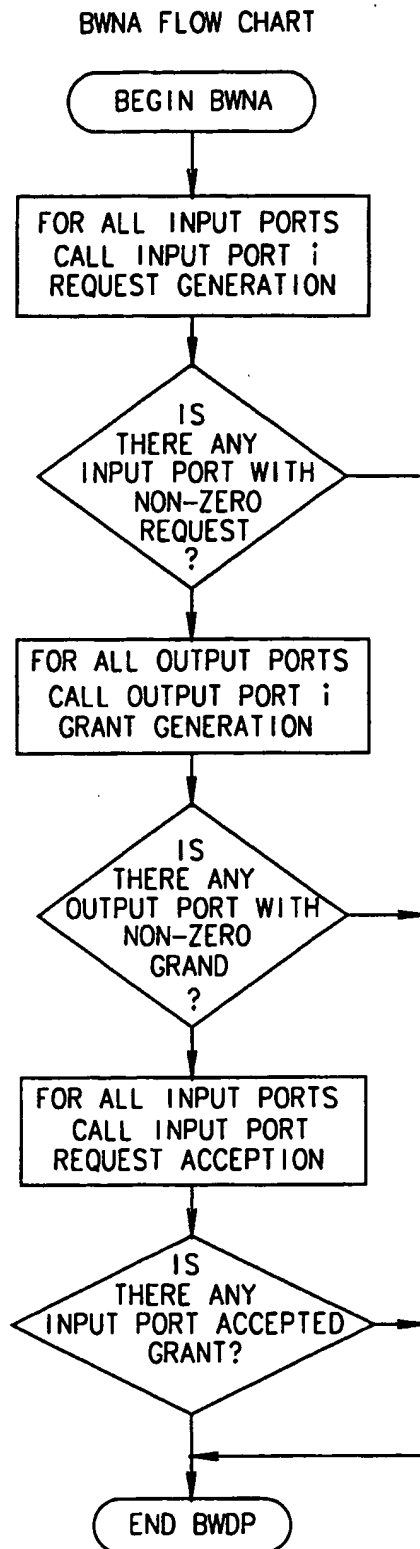 BWNA FLOW CHART
BEGIN BWNA
FOR ALL INPUT PORTS
CALL INPUT PORT i
REQUEST GENERATION
IS
THERE ANY
INPUT PORT WITH
NON-ZERO
REQUEST
?
FOR ALL OUTPUT PORTS
CALL OUTPUT PORT i
GRANT GENERATION
IS
THERE ANY
OUTPUT PORT WITH
NON-ZERO
GRAND
?
FOR ALL INPUT PORTS
CALL INPUT PORT
REQUEST ACCEPTION
IS
THERE ANY
INPUT PORT ACCEPTED
GRANT?
END BWDP